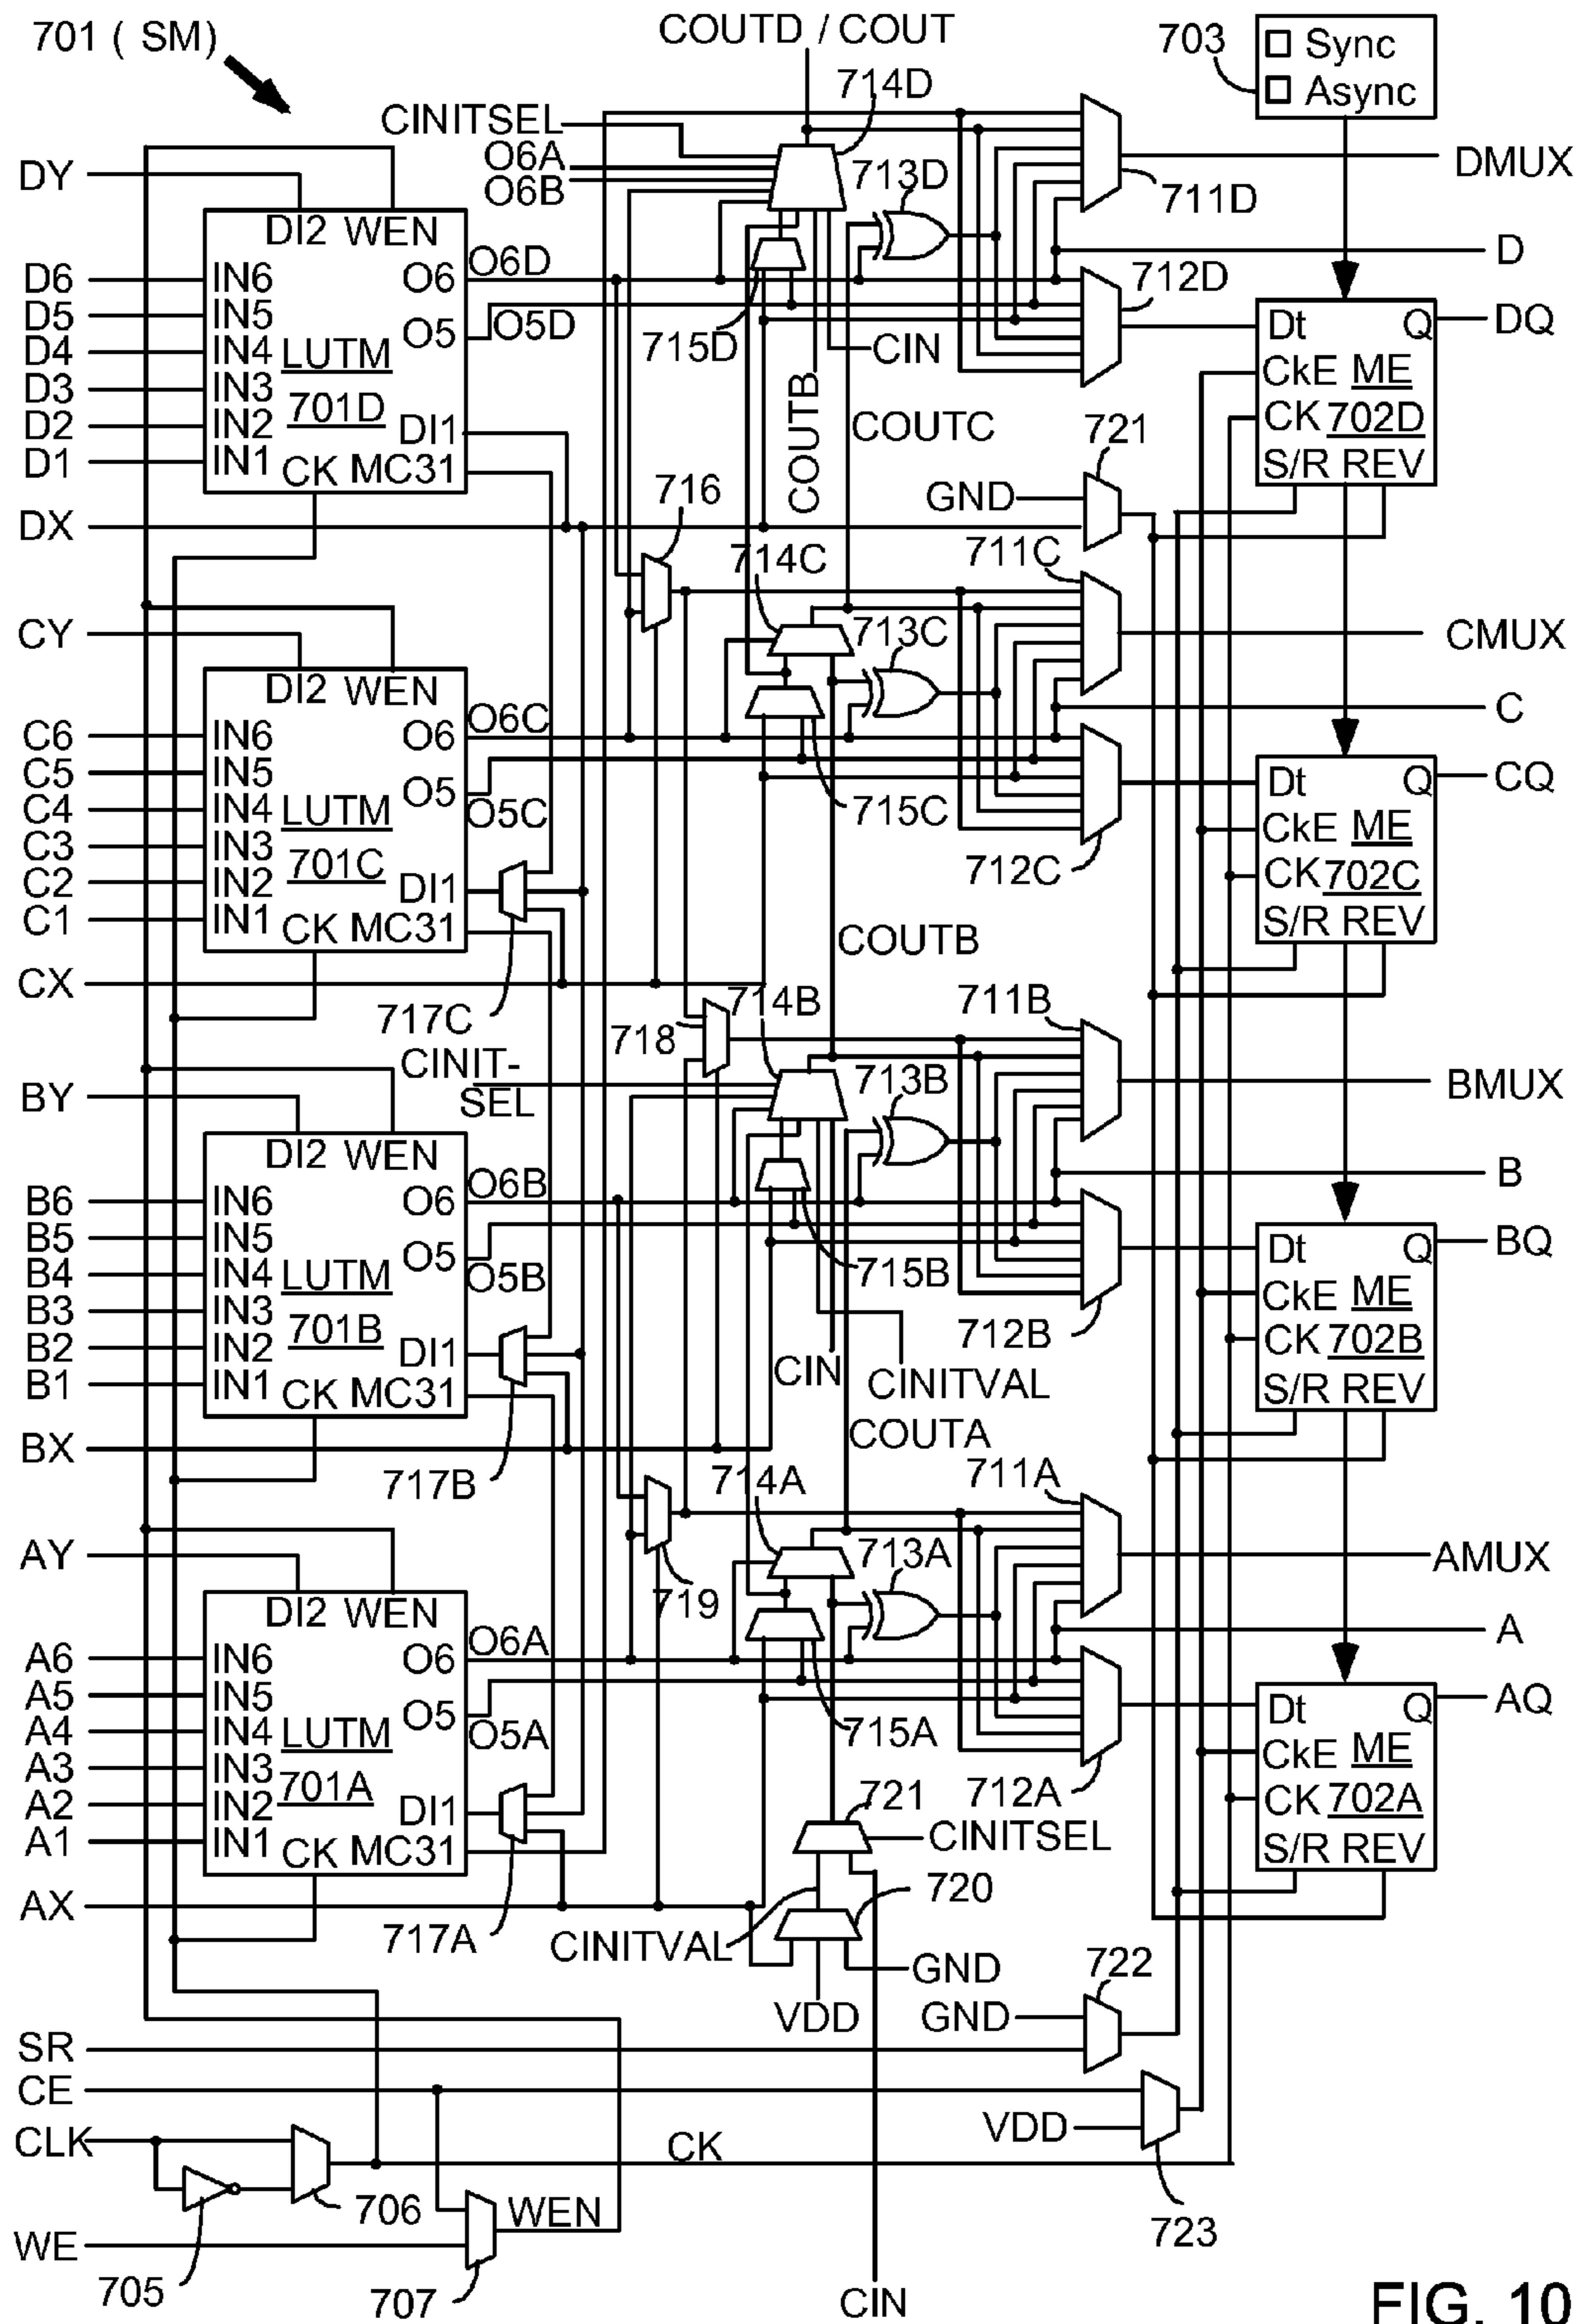 701 ( SM)
COUTD / COUT
703
Sync
Async
714D
CINITSEL
O6A
O6B
713D
DMUX
711D
DY
DI2 WEN
D6
D5
D4
D3
D2
D1
IN6
IN5
IN4
IN3
IN2
IN1
LUTM
701D
O6
O5
DI1
CK MC31
O6D
O5D
715D
CIN
COUTB
COUTC
712D
D
DQ
Dt
Q
CkE ME
CK 702D
S/R REV
721
GND
DX
716
714C
711C
713C
CMUX
CY
DI2 WEN
C6
C5
C4
C3
C2
C1
IN6
IN5
IN4
IN3
IN2
IN1
LUTM
701C
O6
O5
DI1
CK MC31
O6C
O5C
715C
712C
C
CQ
Dt
Q
CkE ME
CK 702C
S/R REV
COUTB
CX
717C
718
714B
711B
CINIT-
SEL
713B
BMUX
BY
DI2 WEN
B6
B5
B4
B3
B2
B1
IN6
IN5
IN4
IN3
IN2
IN1
LUTM
701B
O6
O5
DI1
CK MC31
O6B
O5B
715B
712B
B
BQ
Dt
Q
CkE ME
CK 702B
S/R REV
CIN
CINITVAL
COUTA
BX
717B
714A
711A
713A
719
AMUX
AY
DI2 WEN
A6
A5
A4
A3
A2
A1
IN6
IN5
IN4
IN3
IN2
IN1
LUTM
701A
O6
O5
DI1
CK MC31
O6A
O5A
715A
712A
A
AQ
Dt
Q
CkE ME
CK 702A
S/R REV
721
CINITSEL
720
AX
717A
CINITVAL
GND
VDD
722
GND
SR
CE
VDD
CLK
CK
706
WEN
723
WE
705
707
CIN
FIG. 10